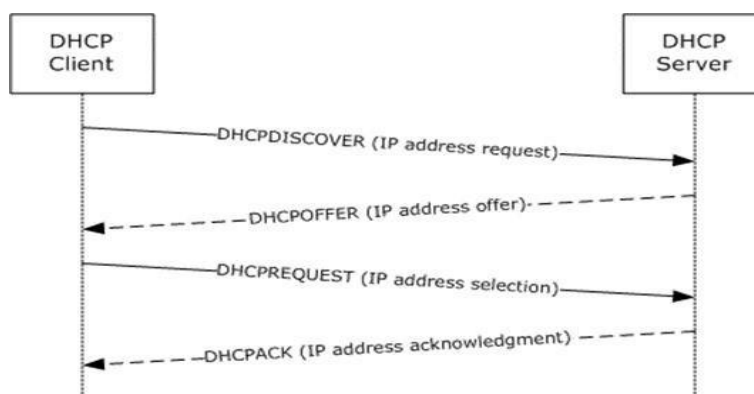 DHCP
Client
DHCP
Server
DHCPDISCOVER (IP address request)
DHCPOFFER (IP address offer)
DHCPREQUEST (IP address selection)
DHCPACK (IP address acknowledgment)